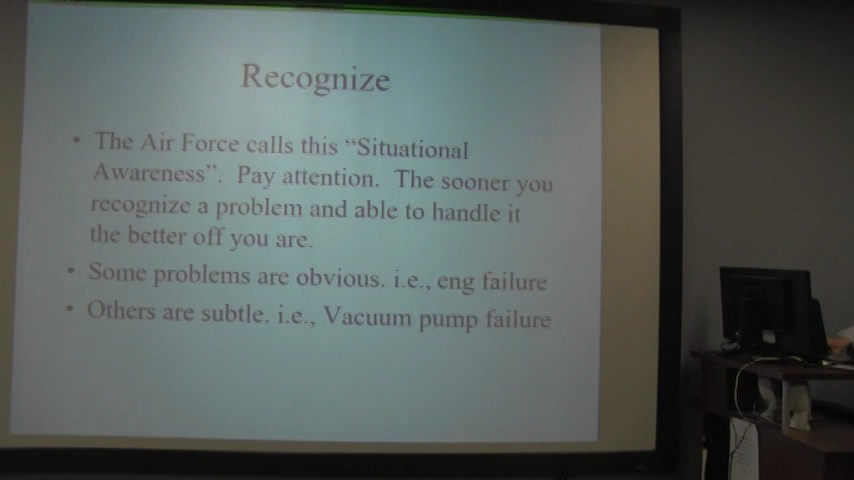 Recognize
• The Air Force calls this “Situational
Awareness”. Pay attention. The sooner you
recognize a problem and able to handle it
the better off you are.
• Some problems are obvious. i.e., eng failure
• Others are subtle. i.e., Vacuum pump failure